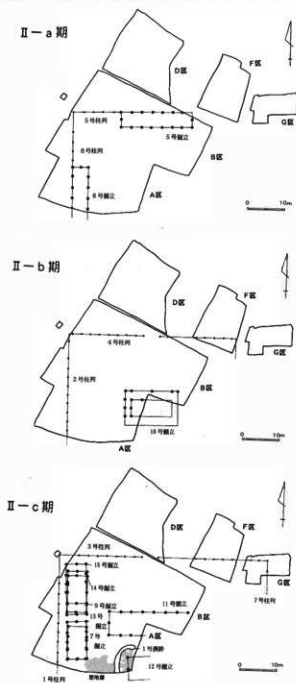 II－a 期
D区
F区
G区
5号柱列
5号掘立
B区
6号柱列
A区
0 10m
II－b 期
D区
F区
G区
4号柱列
2号柱列
B区
10号掘立
A区
0 10m
II－c 期
D区
F区
G区
3号柱列
15号掘立
14号掘立
9号掘立
11号掘立
B区
7号柱列
13号
掘立
7号
掘立
A区
1号溝跡
12号掘立
1号柱列
0 10m